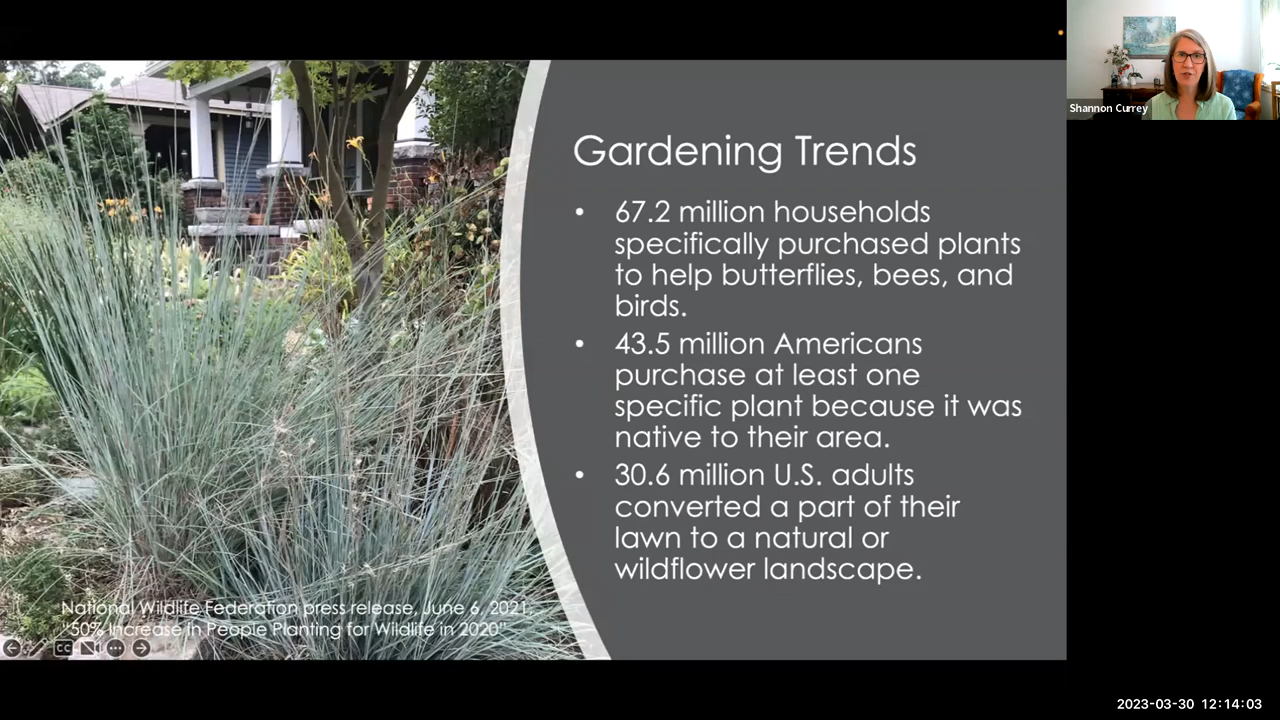 Shannon Currey
Gardening Trends
• 67.2 million households
specifically purchased plants
to help butterflies, bees, and
birds.
• 43.5 million Americans
purchase at least one
specific plant because it was
native to their area.
• 30.6 million U.S. adults
converted a part of their
lawn to a natural or
wildflower landscape.
National Wildlife Federation press release, June 6, 2021,
"50% Increase in People Planting for Wildlife in 2020"
CC
2023-03-30 12:14:03